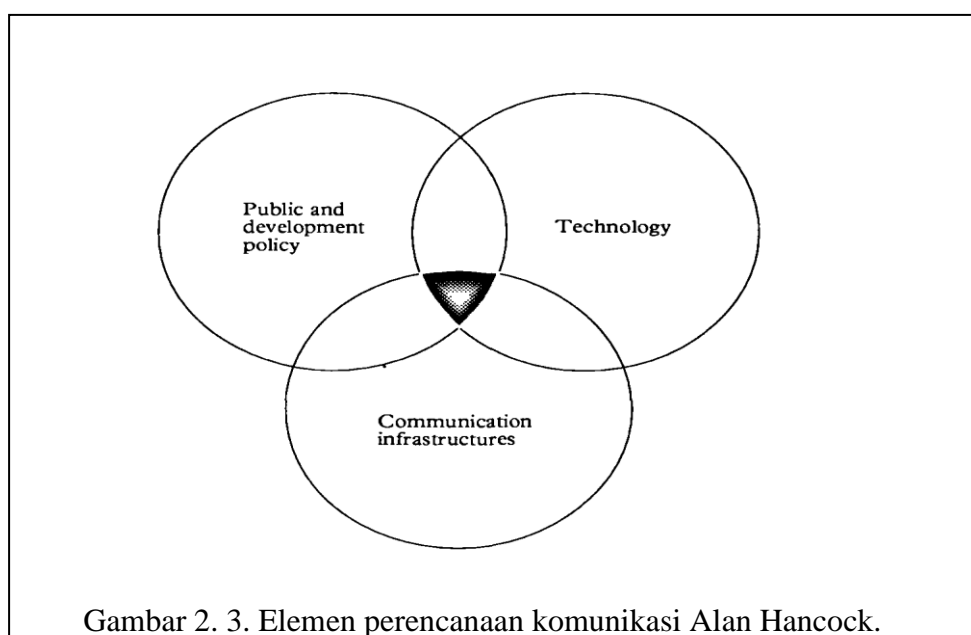 Public and
development
policy
Technology
Communication
infrastructures
Gambar 2. 3. Elemen perencanaan komunikasi Alan Hancock.